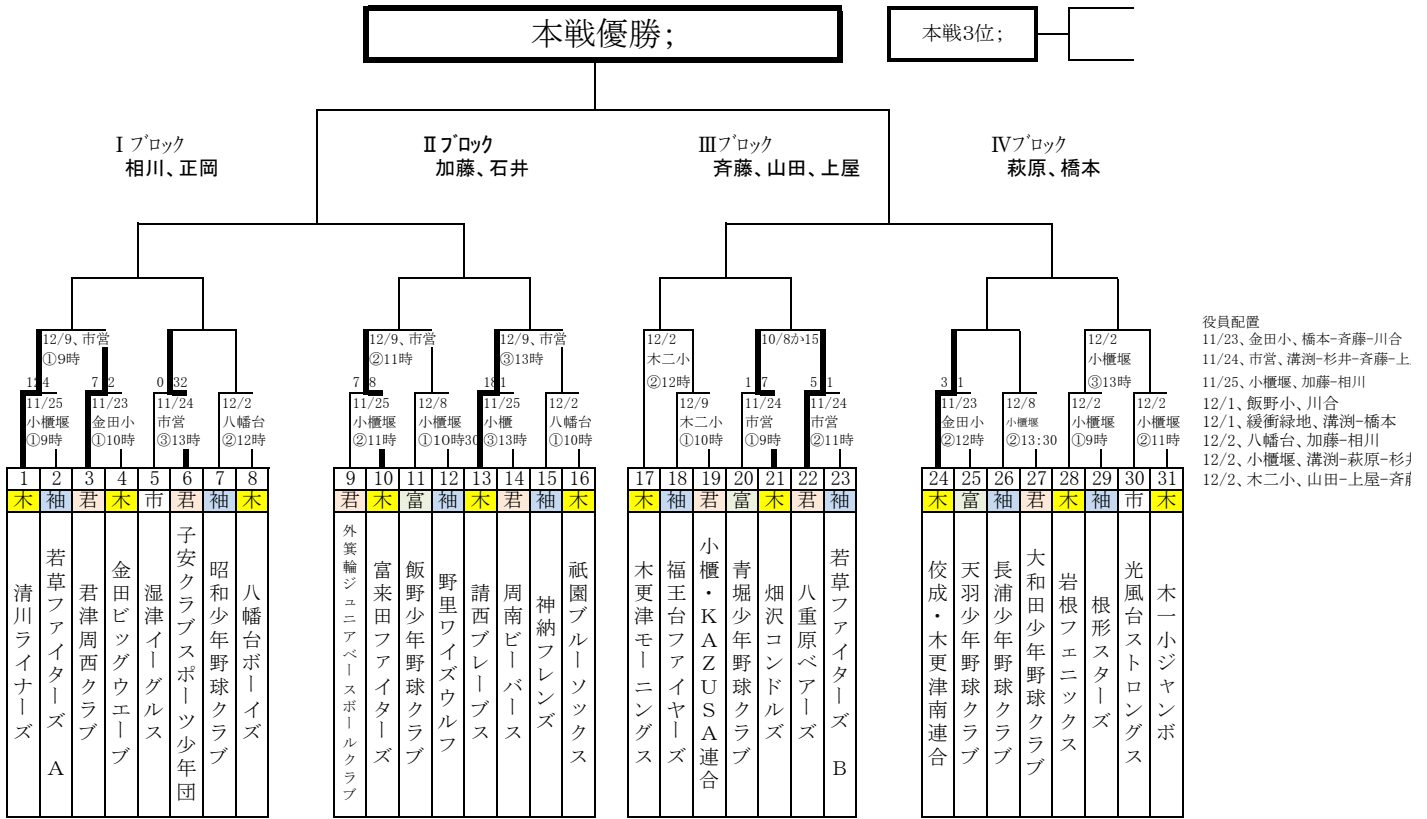 本戦優勝;
本戦3位;
Ⅰブロック
相川、正岡
Ⅱブロック
加藤、石井
Ⅲブロック
斉藤、山田、上屋
Ⅳブロック
萩原、橋本
12/9、市営
①9時
12/9、市営
②11時
12/9、市営
③13時
12/2
木二小
②12時
10/8か15
12/2
小櫃堰
③13時
役員配置
11/23、金田小、橋本-斉藤-川合
11/24、市営、溝渕-杉井-斉藤-上
11/25、小櫃堰、加藤-相川
12/1、飯野小、川合
12/1、緩衝緑地、溝渕-橋本
12/2、八幡台、加藤-相川
12/2、小櫃堰、溝渕-萩原-杉
12/2、木二小、山田-上屋-斉
12 4
11/25
小櫃堰
①9時
7 2
11/23
金田小
①10時
0 32
11/24
市営
③13時
12/2
八幡台
②12時
7 8
11/25
小櫃堰
②11時
12/8
小櫃堰
①10時30
18 1
11/25
小櫃
③13時
12/2
八幡台
①10時
12/9
木二小
①10時
1 7
11/24
市営
①9時
5 1
11/24
市営
②11時
3 1
11/23
金田小
②12時
12/8
小櫃堰
②13:30
12/2
小櫃堰
①9時
12/2
小櫃堰
②11時
1 2 3 4 5 6 7 8 9 10 11 12 13 14 15 16 17 18 19 20 21 22 23 24 25 26 27 28 29 30 31
木 袖 君 木 市 君 袖 木 君 木 富 袖 木 君 袖 木 木 袖 君 富 木 君 袖 木 富 袖 君 木 袖 市 木
清川ライナーズ
若草ファイターズ A
君津周西クラブ
金田ビッグウエーブ
湿津イーグルス
子安クラブスポーツ少年団
昭和少年野球クラブ
八幡台ボーイズ
外箕輪ジュニアベースボールクラブ
富来田ファイターズ
飯野少年野球クラブ
野里ワイズウルフ
請西ブレーブス
周南ビーバース
神納フレンズ
祇園ブルーソックス
木更津モーニングス
福王台ファイヤーズ
小櫃・KAZUSA連合
青堀少年野球クラブ
畑沢コンドルズ
八重原ベアーズ
若草ファイターズ B
佼成・木更津南連合
天羽少年野球クラブ
長浦少年野球クラブ
大和田少年野球クラブ
岩根フェニックス
根形スターズ
光風台ストロングス
木一小ジャンボ